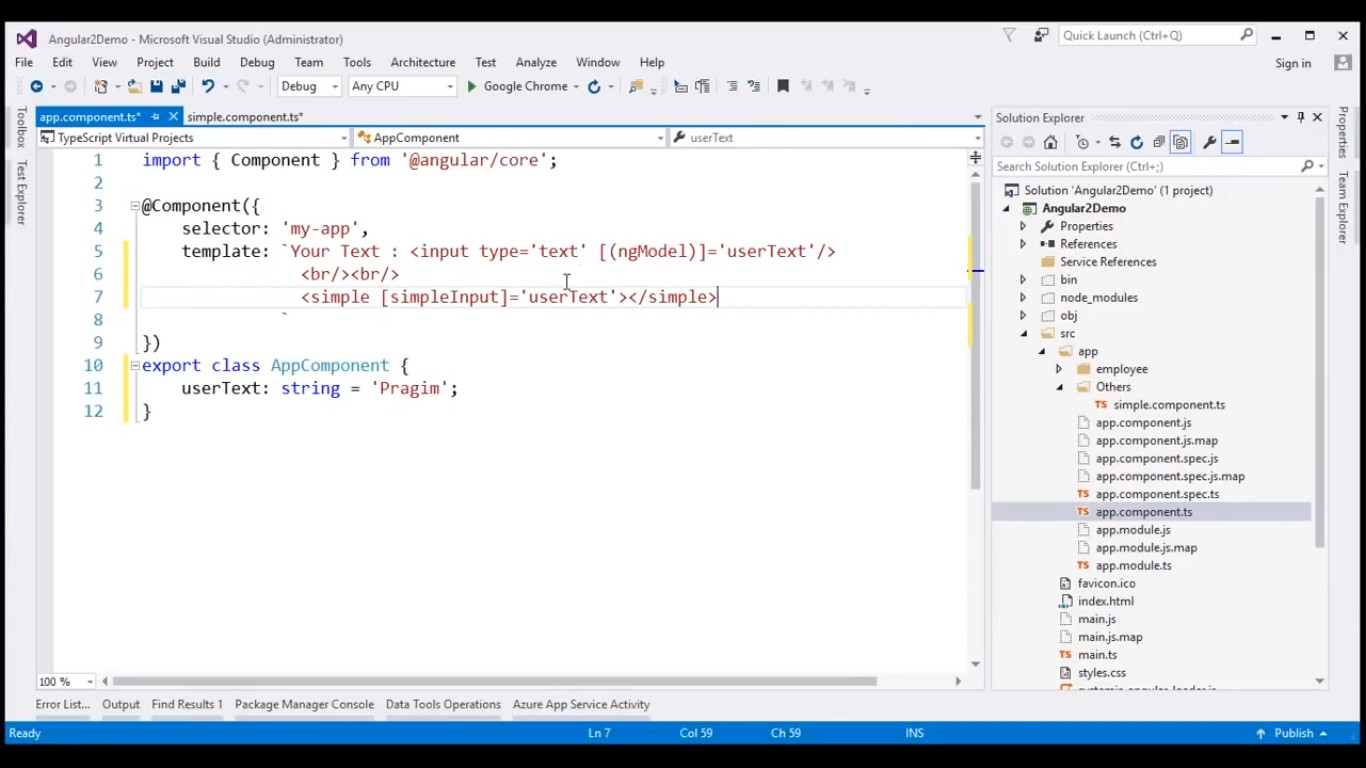 Angular2Demo - Microsoft Visual Studio (Administrator)
Quick Launch (Ctrl+Q)
File Edit View Project Build Debug Team Tools Architecture Test Analyze Window Help
Sign in
Debug Any CPU Google Chrome
app.component.ts* simple.component.ts*
TypeScript Virtual Projects AppComponent userText
Toolbox
Test Explorer
1 import { Component } from '@angular/core';
2
3 @Component({
4 selector: 'my-app',
5 template: `Your Text : <input type='text' [(ngModel)]='userText'/>
6 <br/><br/>
7 <simple [simpleInput]='userText'></simple>
8 `
9 })
10 export class AppComponent {
11 userText: string = 'Pragim';
12 }
100 %
Solution Explorer
Search Solution Explorer (Ctrl+;)
Solution 'Angular2Demo' (1 project)
Angular2Demo
Properties
References
Service References
bin
node_modules
obj
src
app
employee
Others
simple.component.ts
app.component.js
app.component.js.map
app.component.spec.js
app.component.spec.js.map
app.component.spec.ts
app.component.ts
app.module.js
app.module.js.map
app.module.ts
favicon.ico
index.html
main.js
main.js.map
main.ts
styles.css
Properties
Team Explorer
Error List... Output Find Results 1 Package Manager Console Data Tools Operations Azure App Service Activity
Ready Ln 7 Col 59 Ch 59 INS Publish